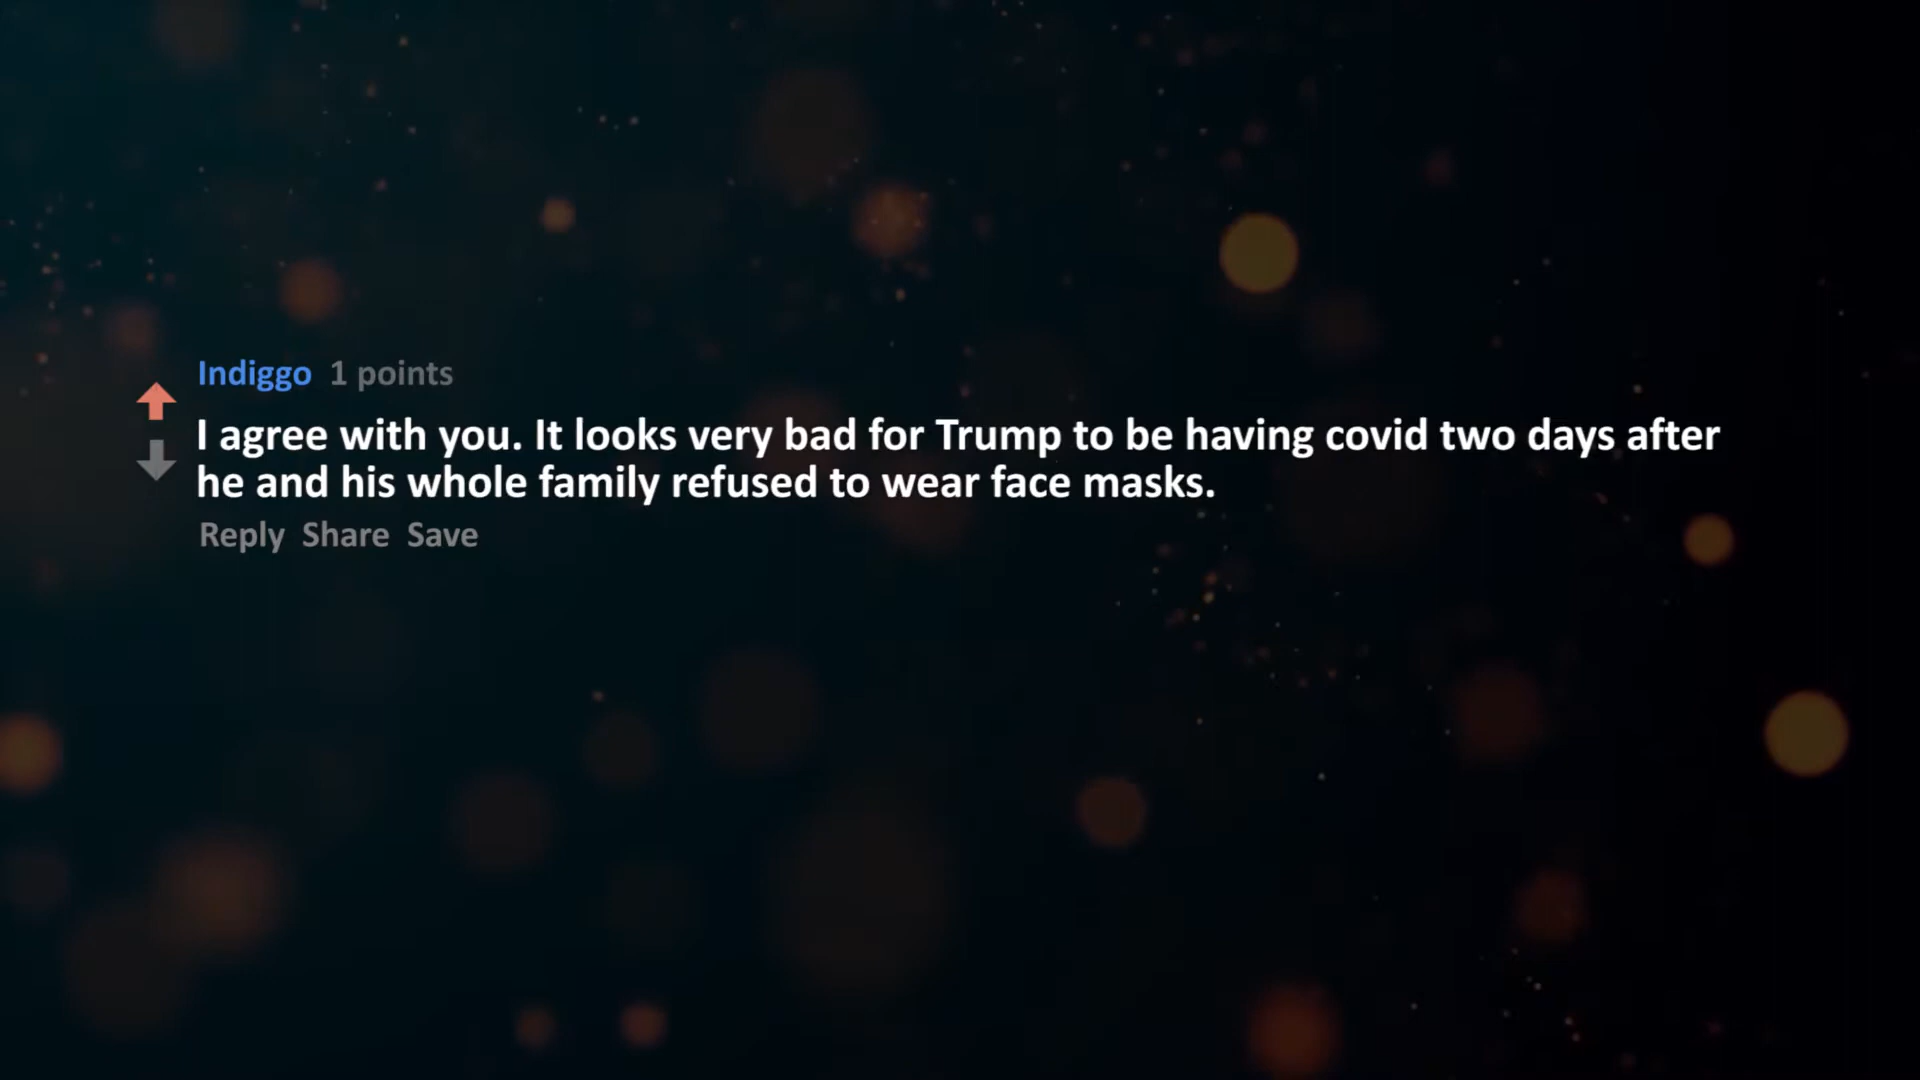 Indiggo 1 points
I agree with you. It looks very bad for Trump to be having covid two days after
he and his whole family refused to wear face masks.
Reply Share Save